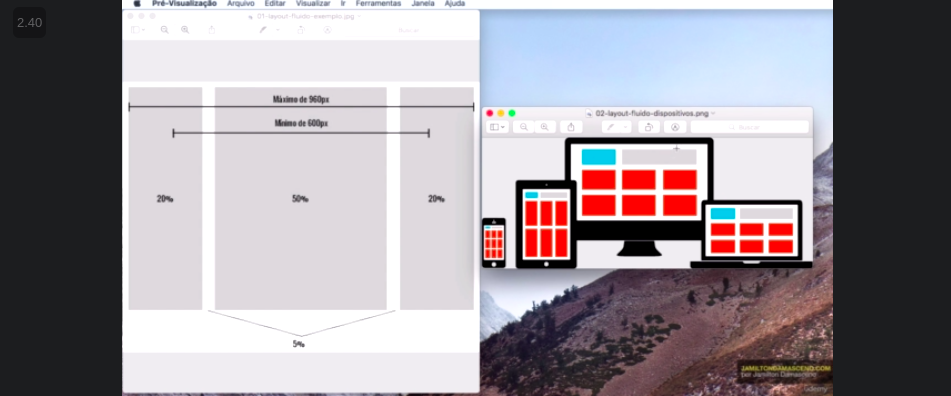 2.40
Pré-Visualização Arquivo Editar Visualizar Ir Ferramentas Janela Ajuda
01-layout-fluido-exemplo.jpg
Buscar
Máximo de 960px
Mínimo de 600px
20%
50%
20%
5%
02-layout-fluido-dispositivos.png
Buscar
JAMILTONDAMASCENO.COM
por Jamilton Damasceno
Udemy